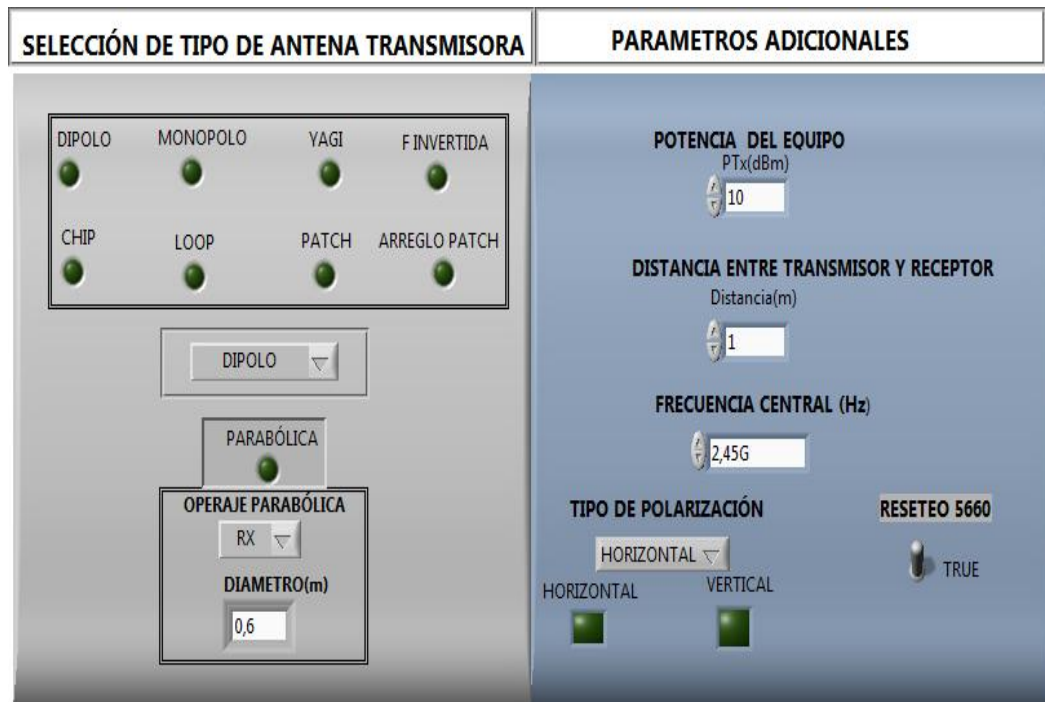 SELECCIÓN DE TIPO DE ANTENA TRANSMISORA
DIPOLO MONOPOLO YAGI F INVERTIDA
CHIP LOOP PATCH ARREGLO PATCH
DIPOLO
PARABÓLICA
OPERAJE PARABÓLICA
RX
DIAMETRO(m)
0,6
PARAMETROS ADICIONALES
POTENCIA DEL EQUIPO
PTx(dBm)
10
DISTANCIA ENTRE TRANSMISOR Y RECEPTOR
Distancia(m)
1
FRECUENCIA CENTRAL (Hz)
2,45G
TIPO DE POLARIZACIÓN
HORIZONTAL
HORIZONTAL VERTICAL
RESETEO 5660
TRUE